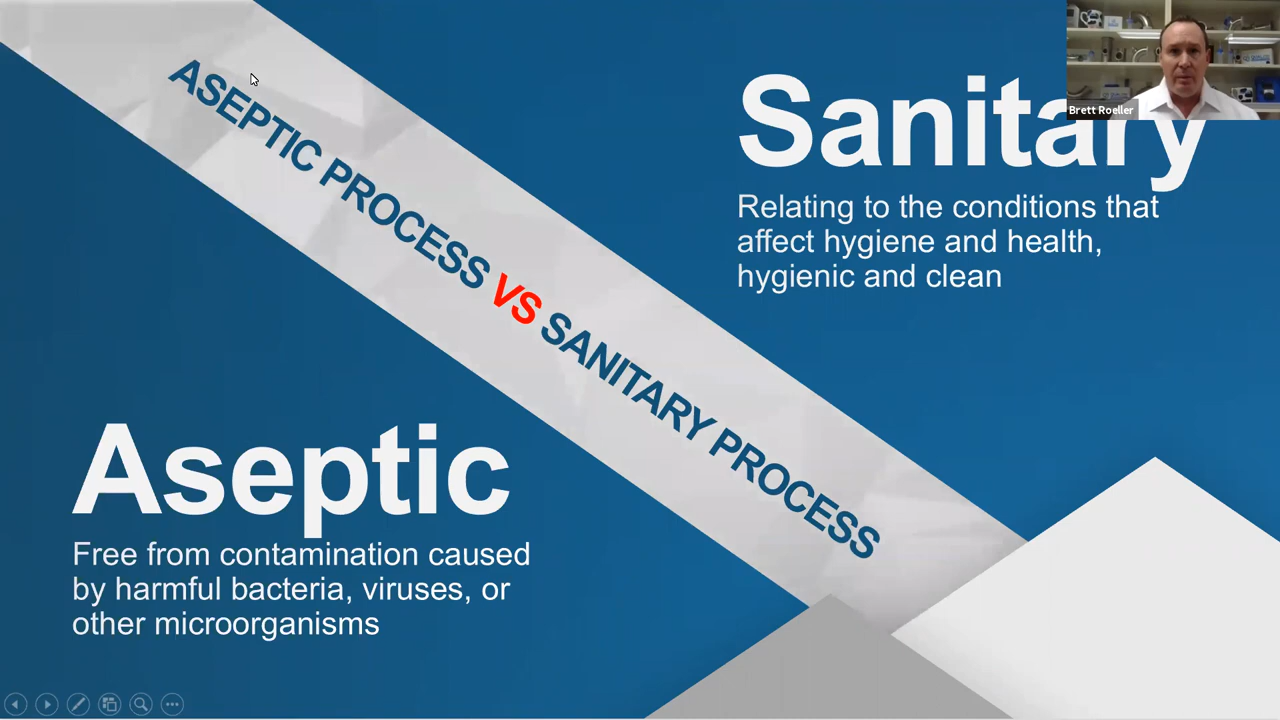 ASEPTIC PROCESS VS SANITARY PROCESS
Sanitary
Relating to the conditions that
affect hygiene and health,
hygienic and clean
Brett Roeller
Aseptic
Free from contamination caused
by harmful bacteria, viruses, or
other microorganisms